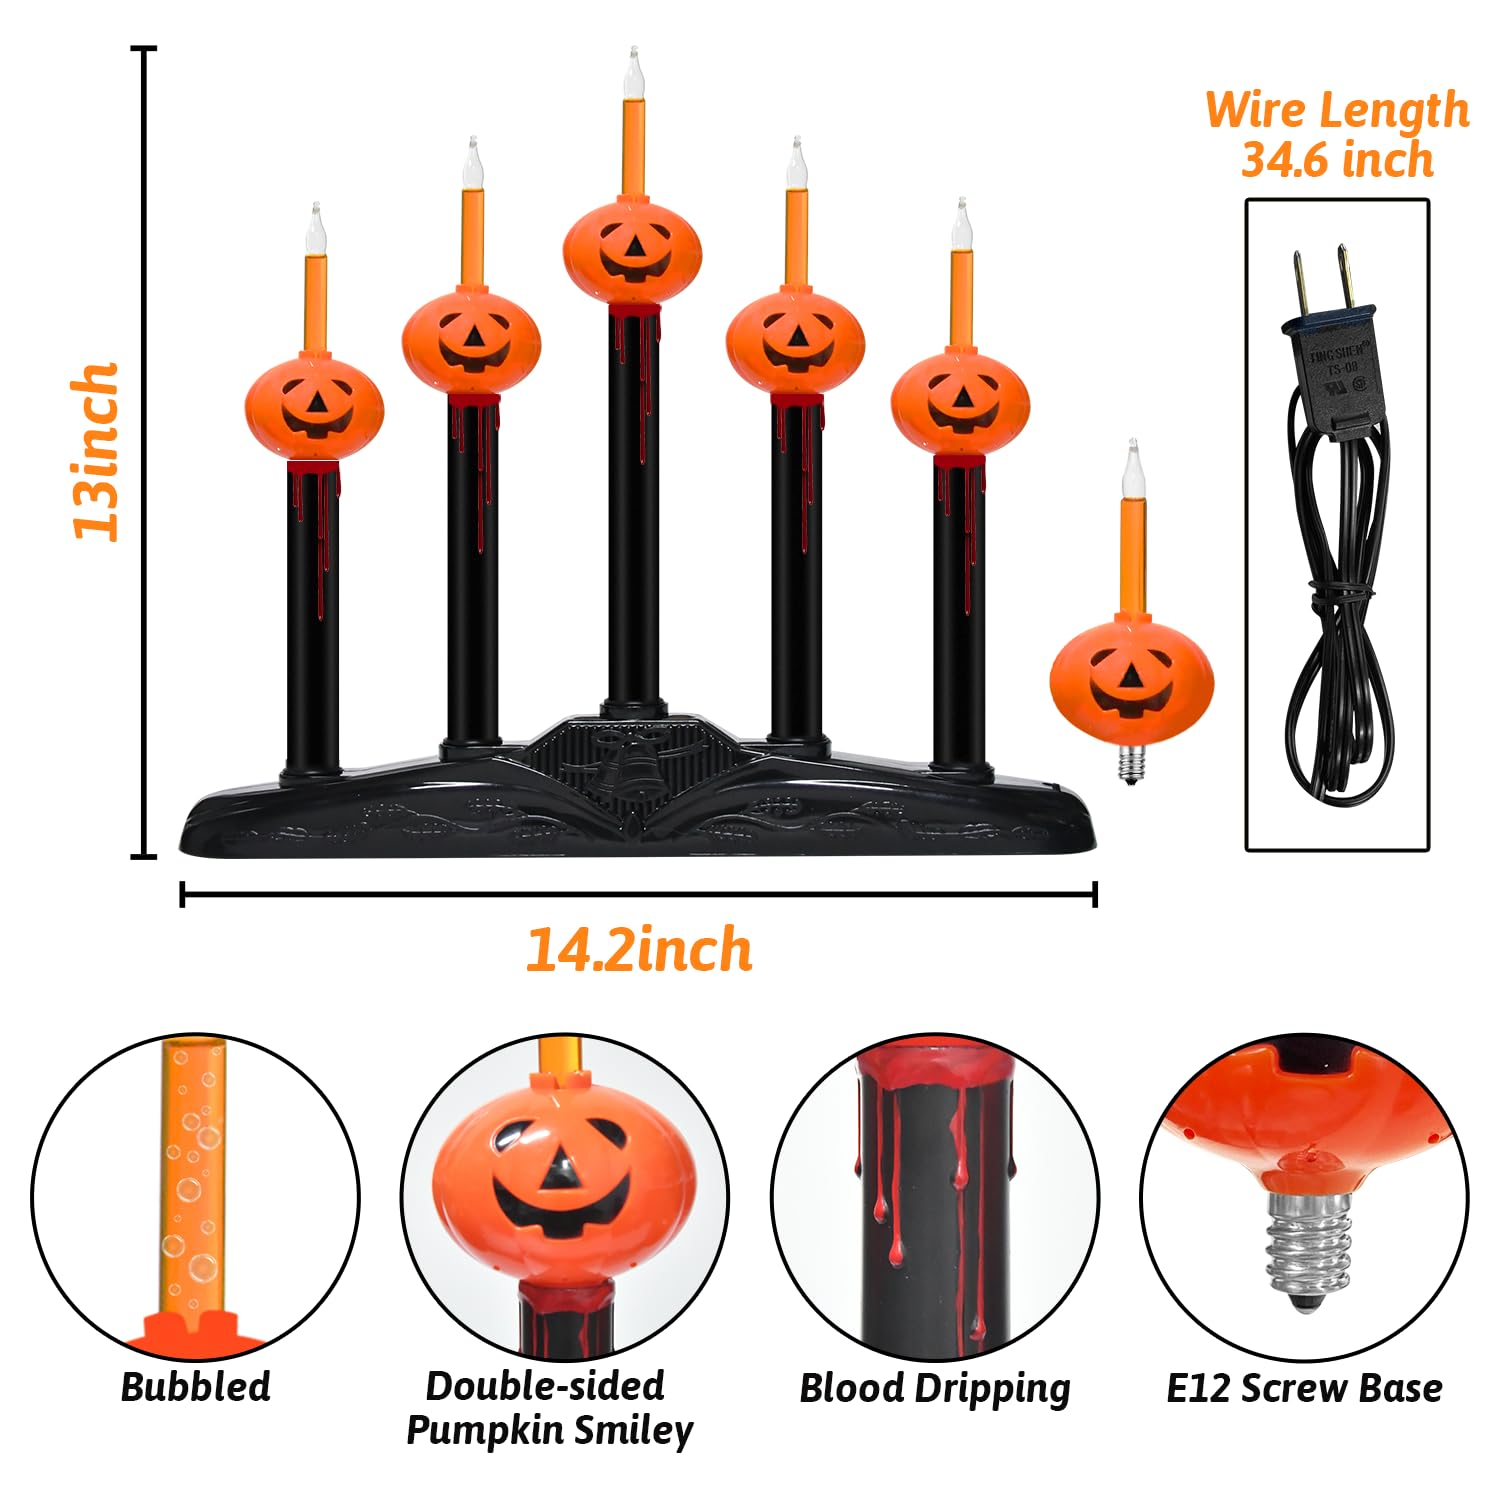 Wire Length
34.6 inch
JING SHEN®
TS-08
13inch
14.2inch
Bubbled
Double-sided
Pumpkin Smiley
Blood Dripping
E12 Screw Base